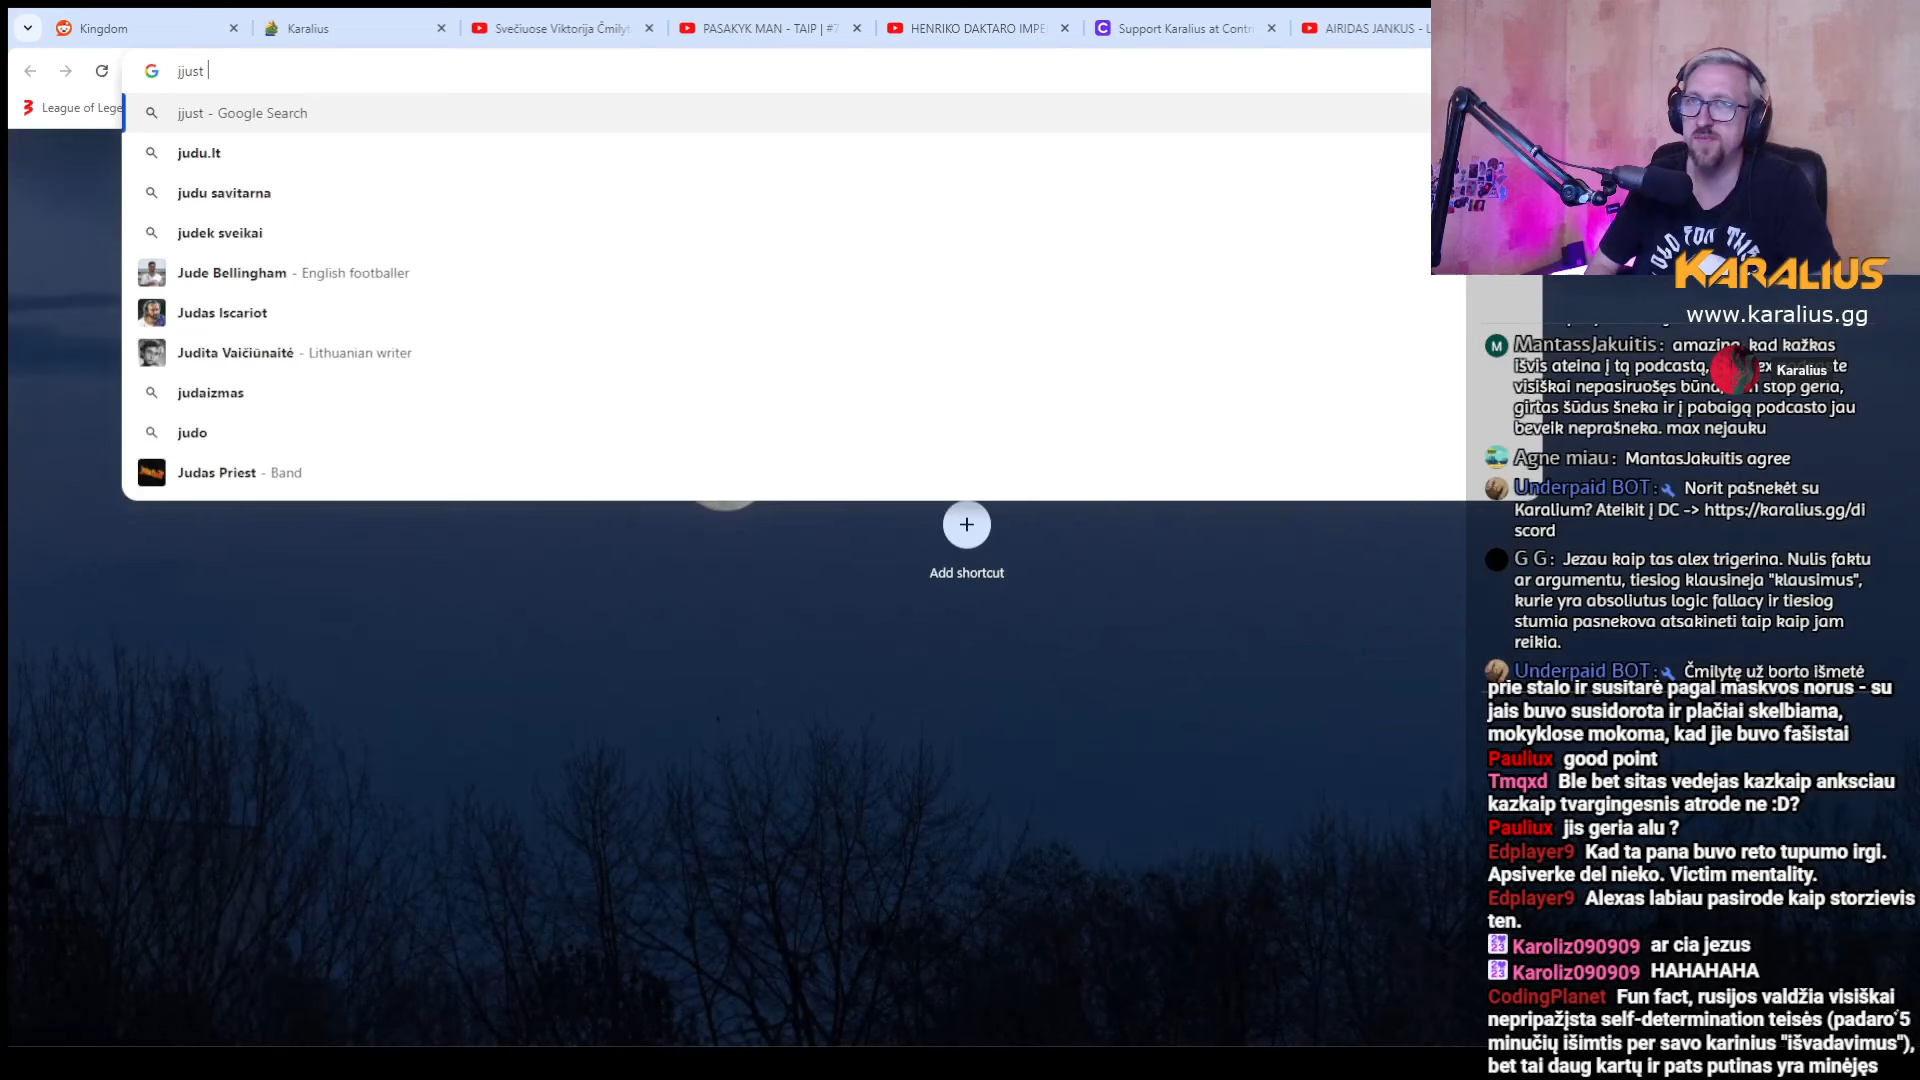 Kingdom
Karalius
Svečiuose Viktorija Čmilyt
PASAKYK MAN - TAIP | #7
HENRIKO DAKTARO IMPE
Support Karalius at Contri
AIRIDAS JANKUS - L
jjust
League of Lege
jjust - Google Search
judu.lt
judu savitarna
judek sveikai
Jude Bellingham - English footballer
Judas Iscariot
Judita Vaičiūnaitė - Lithuanian writer
judaizmas
judo
Judas Priest - Band
Add shortcut
KARALIUS
www.karalius.gg
Karalius
MantassJakuitis: amazing, kad kažkas
išvis ateina į tą podcastą,
visiškai nepasiruošęs būna, stop geria,
girtas šūdus šneka ir į pabaigą podcasto jau
beveik neprašneka. max nejauku
Agne miau: MantasJakuitis agree
Underpaid BOT: Norit pašnekėt su
Karalium? Ateikit į DC -> https://karalius.gg/di
scord
G G: Jezau kaip tas alex trigerina. Nulis faktu
ar argumentu, tiesiog klausineja "klausimus",
kurie yra absoliutus logic fallacy ir tiesiog
stumia pasnekova atsakineti taip kaip jam
reikia.
Underpaid BOT: Čmilytę už borto išmetė
prie stalo ir susitarė pagal maskvos norus - su
jais buvo susidorota ir plačiai skelbiama,
mokyklose mokoma, kad jie buvo fašistai
Pauliux good point
Tmqxd Ble bet sitas vedejas kazkaip anksciau
kazkaip tvargingesnis atrode ne :D?
Pauliux jis geria alu ?
Edplayer9 Kad ta pana buvo reto tupumo irgi.
Apsiverke del nieko. Victim mentality.
Edplayer9 Alexas labiau pasirode kaip storzievis
ten.
Karoliz090909 ar cia jezus
Karoliz090909 HAHAHAHA
CodingPlanet Fun fact, rusijos valdžia visiškai
nepripažįsta self-determination teisės (padaro 5
minučių išimtis per savo karinius "išvadavimus"),
bet tai daug kartų ir pats putinas yra minėjęs